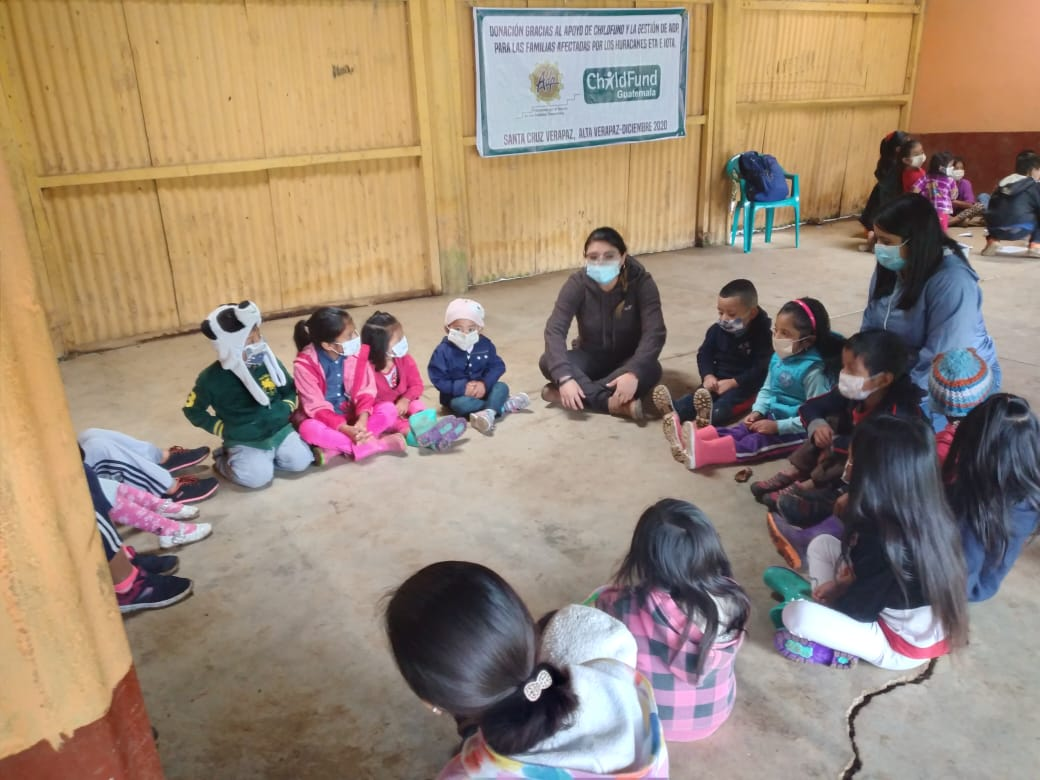 DONACIÓN GRACIAS AL APOYO DE CHILDFUND Y LA GESTIÓN DE ADP,
PARA LAS FAMILIAS AFECTADAS POR LOS HURACANES ETA E IOTA.
Adp
ChildFund
Guatemala
SANTA CRUZ VERAPAZ, ALTA VERAPAZ-DICIEMBRE 2020